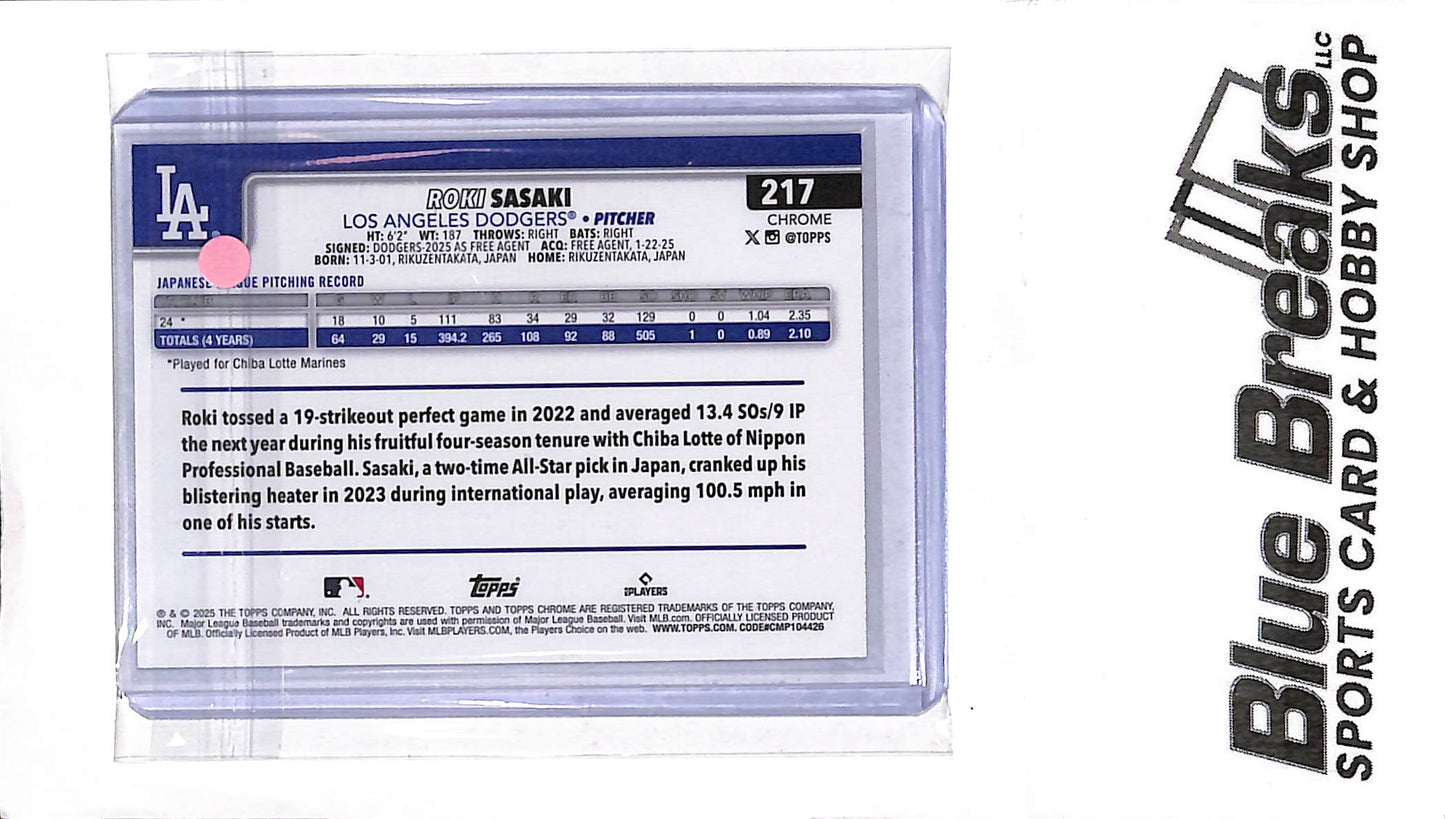 LA
ROKI SASAKI
217
LOS ANGELES DODGERS® • PITCHER
CHROME
HT: 6'2" WT: 187 THROWS: RIGHT BATS: RIGHT
@TOPPS
SIGNED: DODGERS-2025 AS FREE AGENT ACQ: FREE AGENT, 1-22-25
BORN: 11-3-01, RIKUZENTAKATA, JAPAN HOME: RIKUZENTAKATA, JAPAN
PITCHING RECORD
24 * 18 10 5 111 83 34 29 32 129 0 0 1.04 2.35
TOTALS (4 YEARS) 64 29 15 394.2 265 108 92 88 505 1 0 0.89 2.10
*Played for Chiba Lotte Marines
Roki tossed a 19-strikeout perfect game in 2022 and averaged 13.4 SOs/9 IP
the next year during his fruitful four-season tenure with Chiba Lotte of Nippon
Professional Baseball. Sasaki, a two-time All-Star pick in Japan, cranked up his
blistering heater in 2023 during international play, averaging 100.5 mph in
one of his starts.
Topps
PLAYERS
® & © 2025 THE TOPPS COMPANY, INC. ALL RIGHTS RESERVED. TOPPS AND TOPPS CHROME ARE REGISTERED TRADEMARKS OF THE TOPPS COMPANY,
INC. Major League Baseball trademarks and copyrights are used with permission of Major League Baseball. Visit MLB.com. OFFICIALLY LICENSED PRODUCT
OF MLB. Officially Licensed Product of MLB Players, Inc. Visit MLBPLAYERS.COM, the Players Choice on the web. WWW.TOPPS.COM. CODE#CMP104426
Blue Breaks LLC
SPORTS CARD & HOBBY SHOP